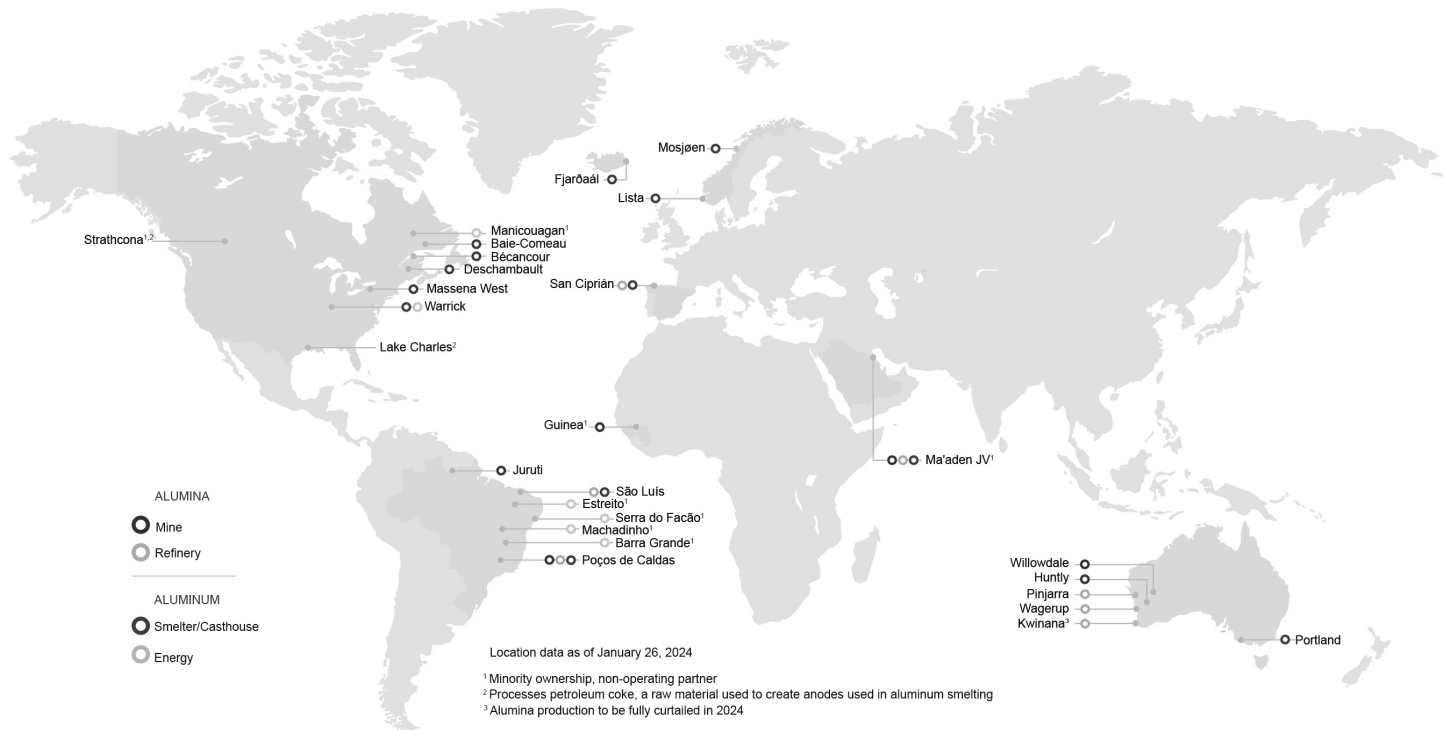 Mosjøen
Fjarðaál
Lista
Strathcona¹,²
Manicouagan¹
Baie-Comeau
Bécancour
Deschambault
Massena West
Warrick
Lake Charles²
San Ciprián
Guinea¹
Ma'aden JV¹
Juruti
São Luís
Estreito¹
Serra do Facão¹
Machadinho¹
Barra Grande¹
Poços de Caldas
ALUMINA
Mine
Refinery
ALUMINUM
Smelter/Casthouse
Energy
Willowdale
Huntly
Pinjarra
Wagerup
Kwinana³
Portland
Location data as of January 26, 2024
¹ Minority ownership, non-operating partner
² Processes petroleum coke, a raw material used to create anodes used in aluminum smelting
³ Alumina production to be fully curtailed in 2024